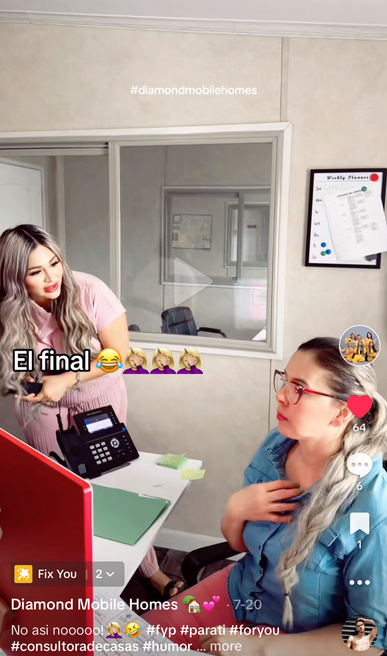 #diamondmobilehomes
Weekly Planner
El final 😂🤦🏼‍♀️🤦🏼‍♀️🤦🏼‍♀️
64
6
1
Fix You | 2
Diamond Mobile Homes 🏡💕 · 7-20
No asi nooooo!🤦🏼‍♀️🤣 #fyp #parati #foryou
#consultoradecasas #humor ... more